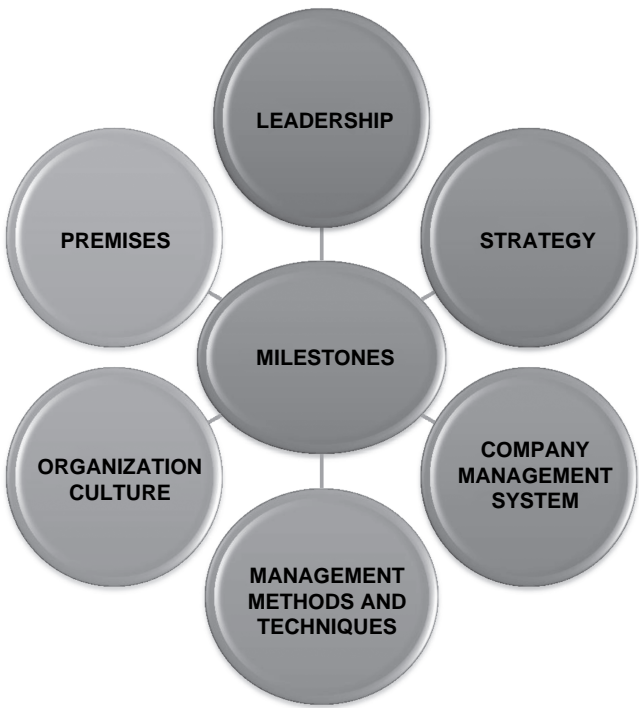 LEADERSHIP
PREMISES
STRATEGY
MILESTONES
ORGANIZATION
CULTURE
COMPANY
MANAGEMENT
SYSTEM
MANAGEMENT
METHODS AND
TECHNIQUES